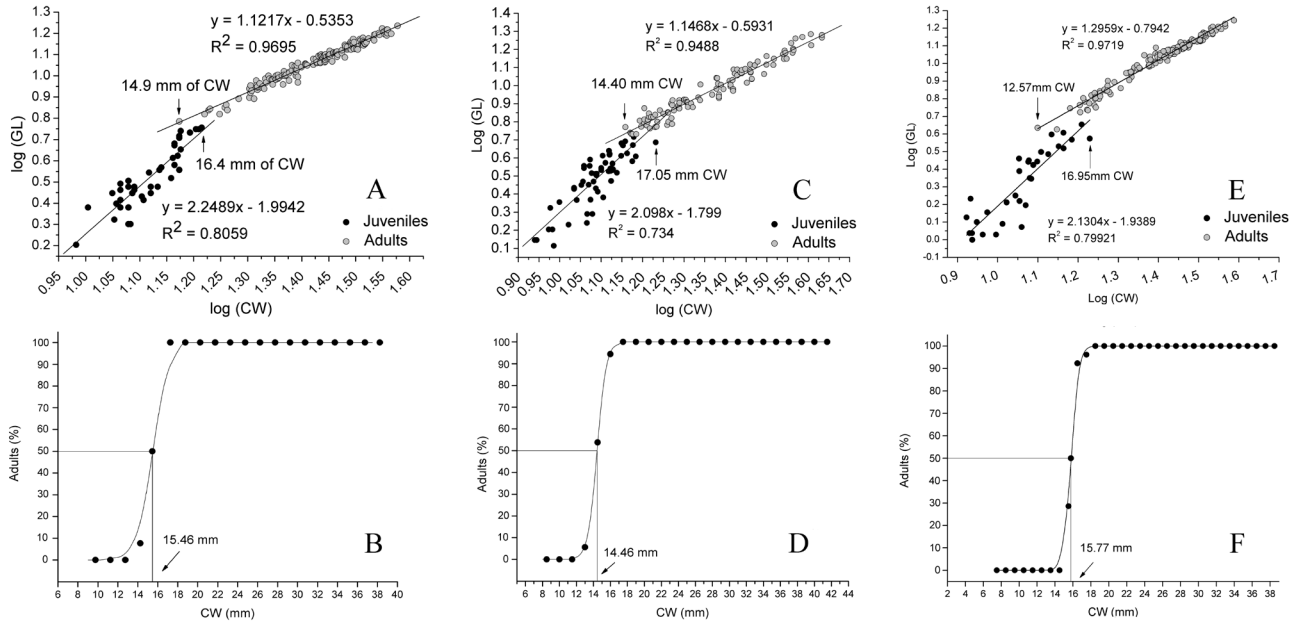 y = 1.1217x - 0.5353
R² = 0.9695
14.9 mm of CW
16.4 mm of CW
A
y = 2.2489x - 1.9942
R² = 0.8059
Juveniles
Adults
log (GL)
1.3
1.2
1.1
1.0
0.9
0.8
0.7
0.6
0.5
0.4
0.3
0.2
0.95
1.00
1.05
1.10
1.15
1.20
1.25
1.30
1.35
1.40
1.45
1.50
1.55
1.60
log (CW)
y = 1.1468x - 0.5931
R² = 0.9488
14.40 mm CW
17.05 mm CW
C
y = 2.098x - 1.799
R² = 0.734
Juveniles
Adults
Log (GL)
1.4
1.3
1.2
1.1
1.0
0.9
0.8
0.7
0.6
0.5
0.4
0.3
0.2
0.1
0.90
0.95
1.00
1.05
1.10
1.15
1.20
1.25
1.30
1.35
1.40
1.45
1.50
1.55
1.60
1.65
1.70
log (CW)
y = 1.2959x - 0.7942
R² = 0.9719
12.57mm CW
16.95mm CW
E
y = 2.1304x - 1.9389
R² = 0.79921
Juveniles
Adults
Log (GL)
1.3
1.2
1.1
1.0
0.9
0.8
0.7
0.6
0.5
0.4
0.3
0.2
0.1
0.0
-0.1
0.9
1.0
1.1
1.2
1.3
1.4
1.5
1.6
1.7
Log (CW)
Adults (%)
100
90
80
70
60
50
40
30
20
10
0
15.46 mm
B
6 8 10 12 14 16 18 20 22 24 26 28 30 32 34 36 38 40
CW (mm)
Adults (%)
100
90
80
70
60
50
40
30
20
10
0
14.46 mm
D
6 8 10 12 14 16 18 20 22 24 26 28 30 32 34 36 38 40 42 44
CW (mm)
Adults (%)
100
90
80
70
60
50
40
30
20
10
0
15.77 mm
F
2 4 6 8 10 12 14 16 18 20 22 24 26 28 30 32 34 36 38
CW (mm)